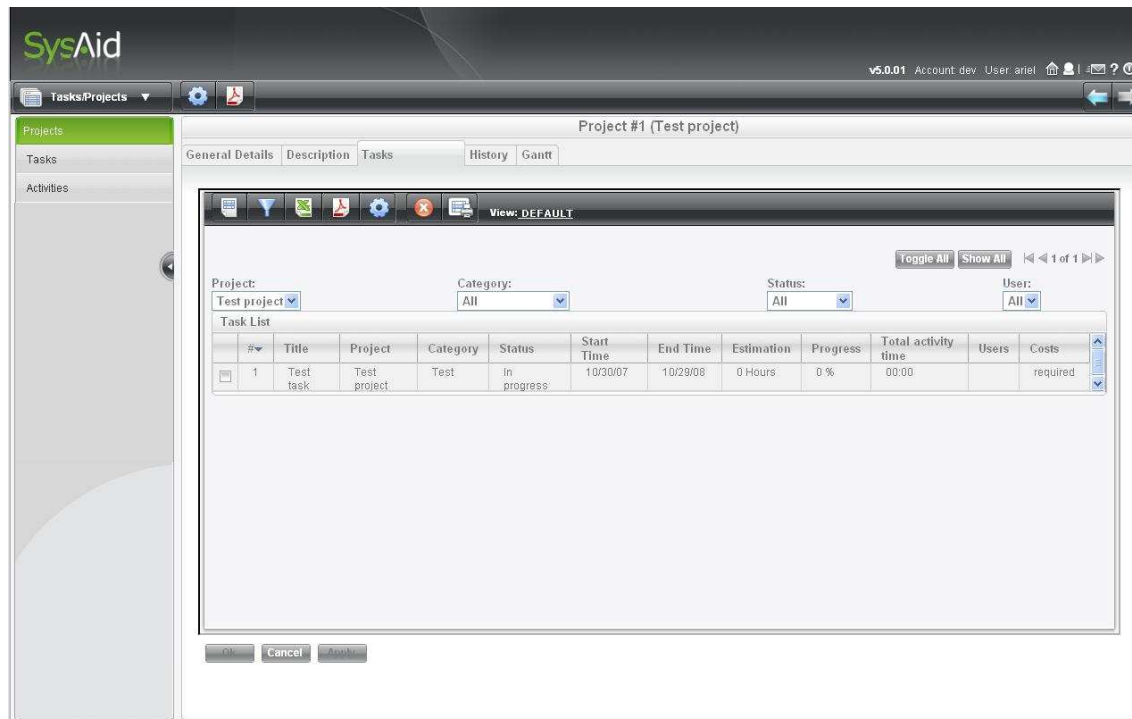 SysAid
v5.0.01 Account: dev User: ariel
Tasks/Projects
Projects
Tasks
Activities
Project #1 (Test project)
General Details Description Tasks History Gantt
View: DEFAULT
Toggle All Show All 1 of 1
Project: Category: Status: User:
Test project All All All
Task List
# Title Project Category Status Start Time End Time Estimation Progress Total activity time Users Costs
1 Test task Test project Test In progress 10/30/07 10/29/08 0 Hours 0 % 00:00 required
Ok Cancel Apply